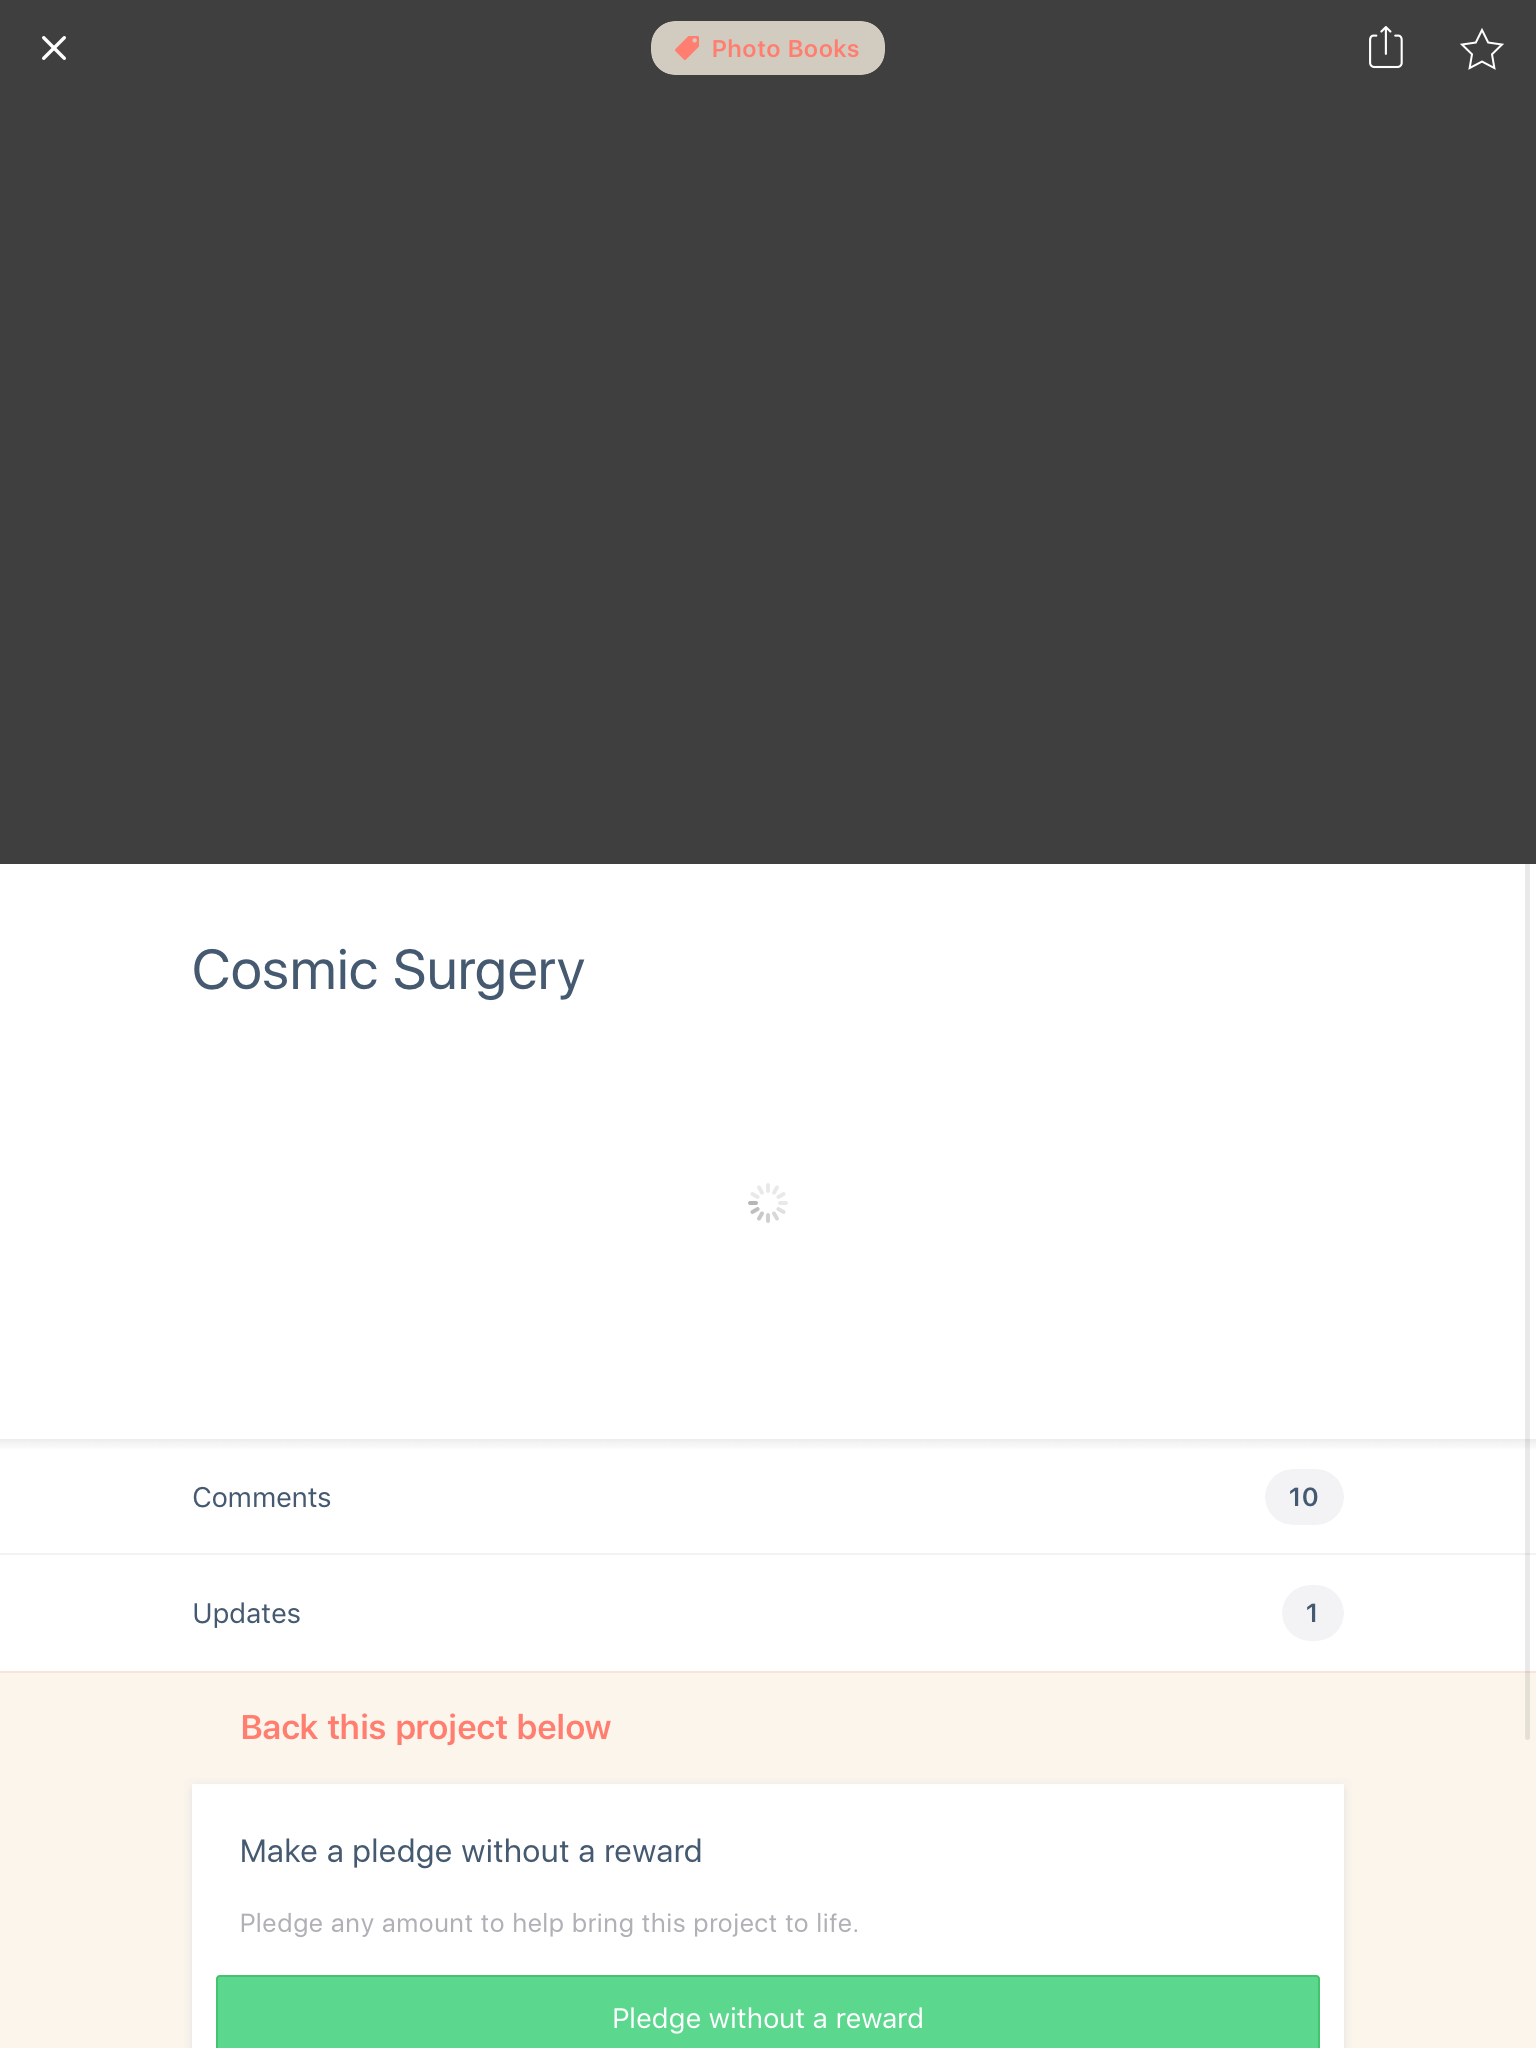 Photo Books
Cosmic Surgery
Comments
10
Updates
1
Back this project below
Make a pledge without a reward
Pledge any amount to help bring this project to life.
Pledge without a reward